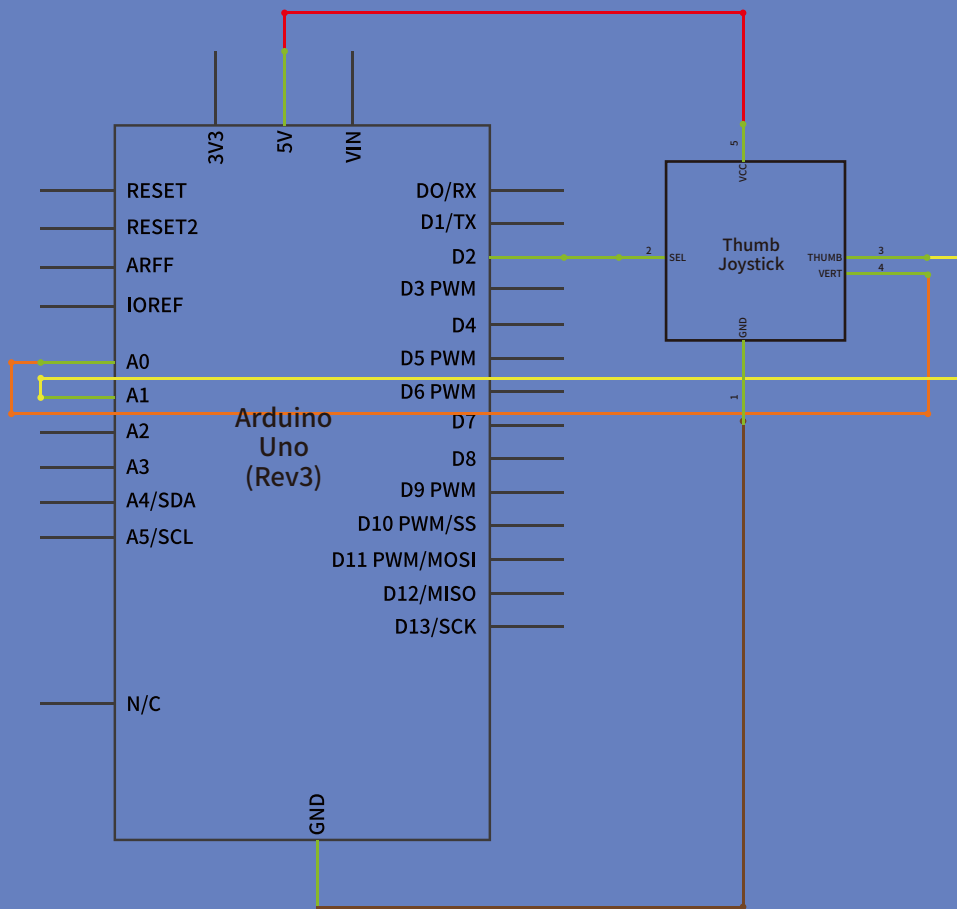 3V3
5V
VIN
RESET
RESET2
ARFF
IOREF
A0
A1
A2
A3
A4/SDA
A5/SCL
N/C
Arduino
Uno
(Rev3)
DO/RX
D1/TX
D2
D3 PWM
D4
D5 PWM
D6 PWM
D7
D8
D9 PWM
D10 PWM/SS
D11 PWM/MOSI
D12/MISO
D13/SCK
GND
5
VCC
2
SEL
Thumb
Joystick
THUMB
3
VERT
4
GND
1